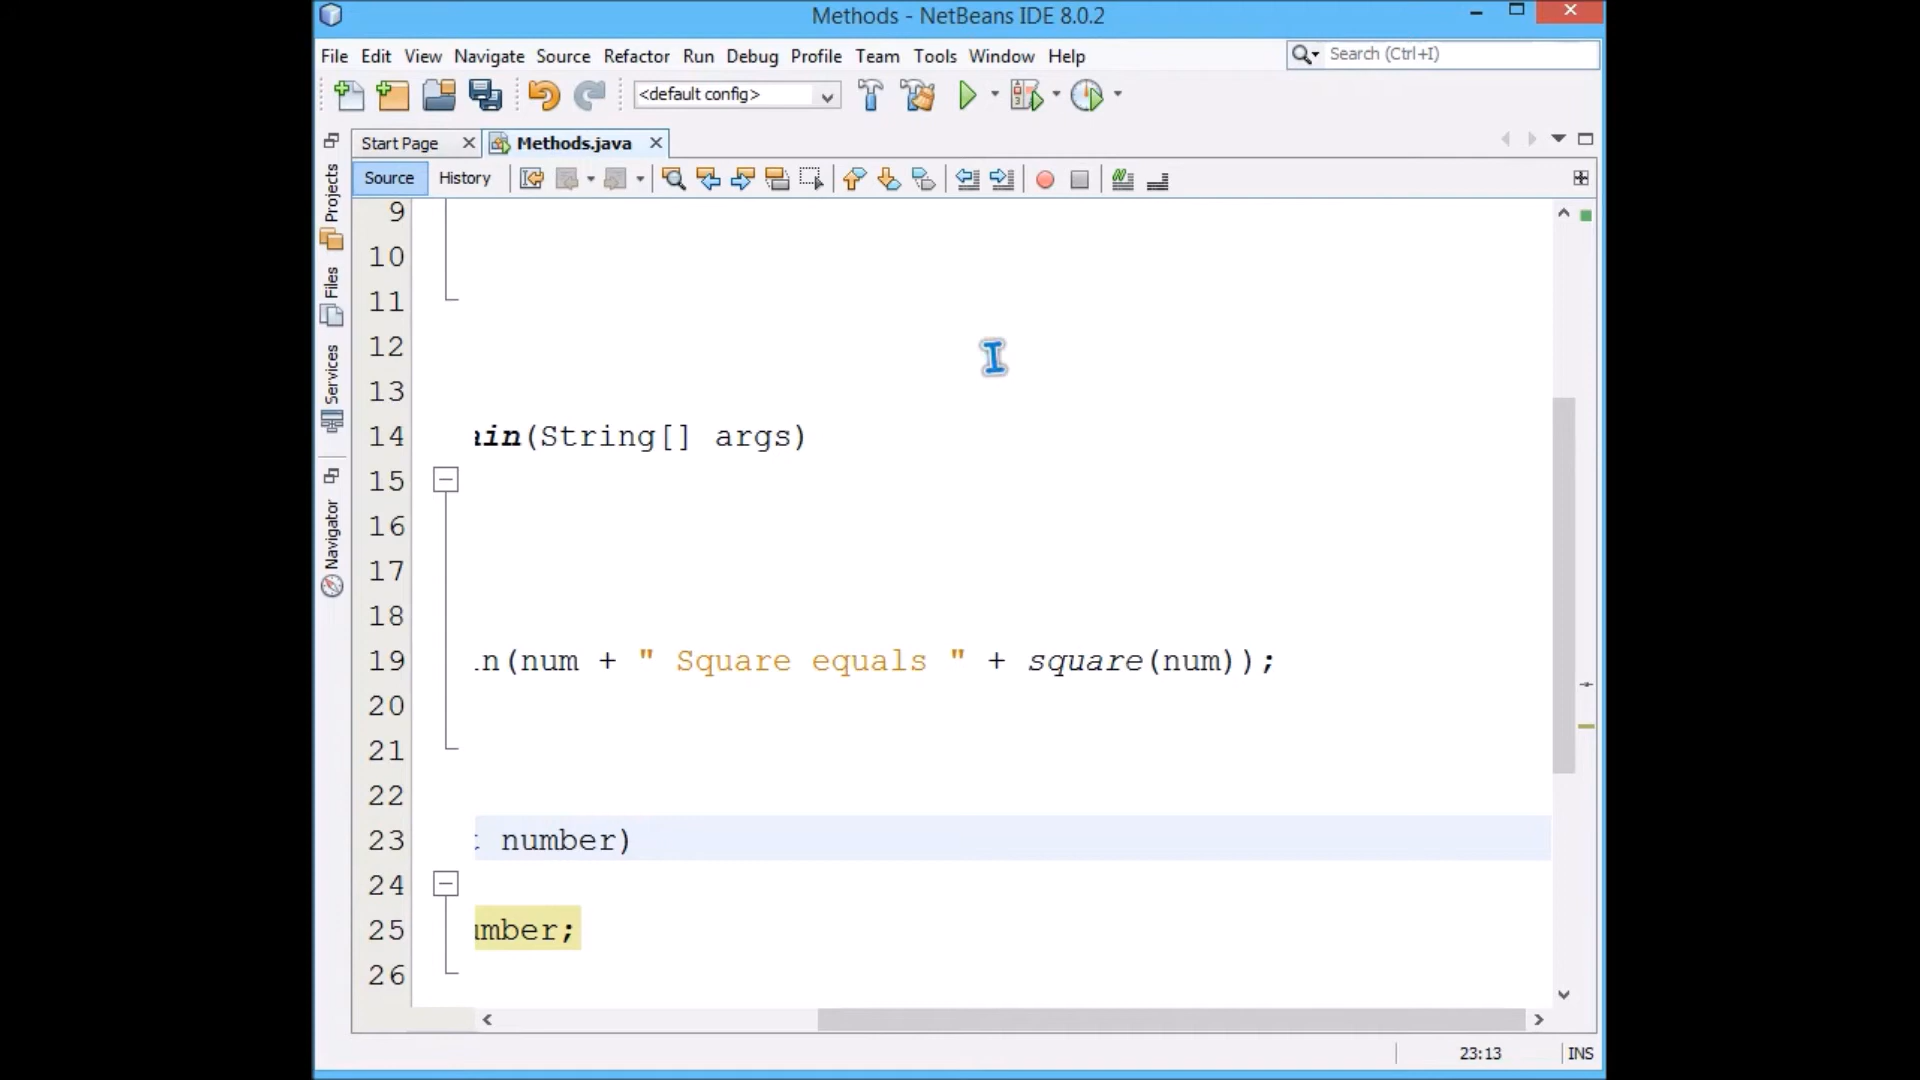 Methods - NetBeans IDE 8.0.2
File Edit View Navigate Source Refactor Run Debug Profile Team Tools Window Help
Search (Ctrl+I)
<default config>
Start Page
Methods.java
Source History
Projects
Files
Services
Navigator
9
10
11
12
13
14 ain(String[] args)
15
16
17
18
19 ln(num + " Square equals " + square(num));
20
21
22
23 t number)
24
25 umber;
26
23:13 INS